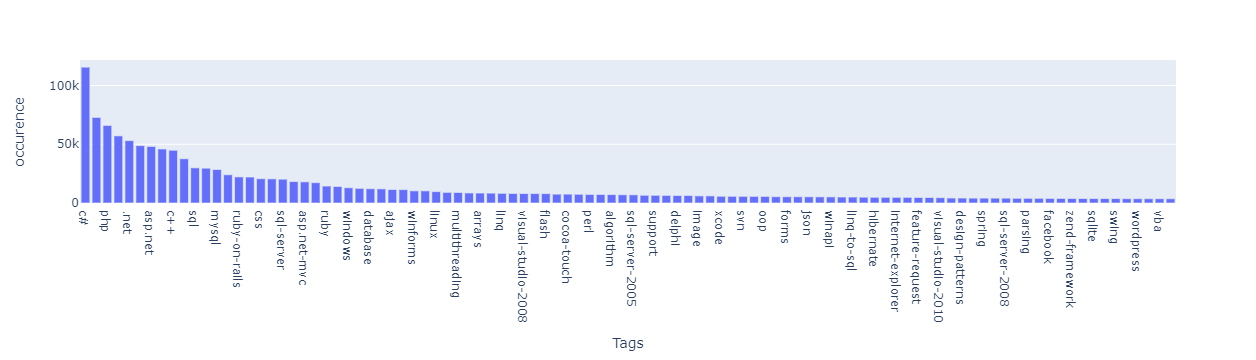 occurence
100k
50k
0
c#
php
.net
asp.net
c++
sql
mysql
ruby-on-rails
css
sql-server
asp.net-mvc
ruby
windows
database
ajax
winforms
linux
multithreading
arrays
linq
visual-studio-2008
flash
cocoa-touch
perl
algorithm
sql-server-2005
support
delphi
image
xcode
svn
oop
forms
json
winapi
linq-to-sql
hibernate
internet-explorer
feature-request
visual-studio-2010
design-patterns
spring
sql-server-2008
parsing
facebook
zend-framework
sqlite
swing
wordpress
vba
Tags